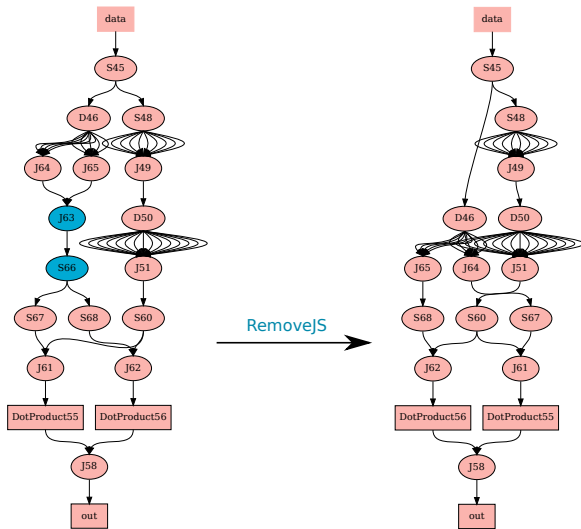 data
S45
D46 S48
J64 J65 J49
J63 D50
S66 J51
S67 S68 S60
J61 J62
DotProduct55 DotProduct56
J58
out
RemoveJS
data
S45
S48
J49
D46 D50
J65 J64 J51
S68 S60 S67
J62 J61
DotProduct56 DotProduct55
J58
out